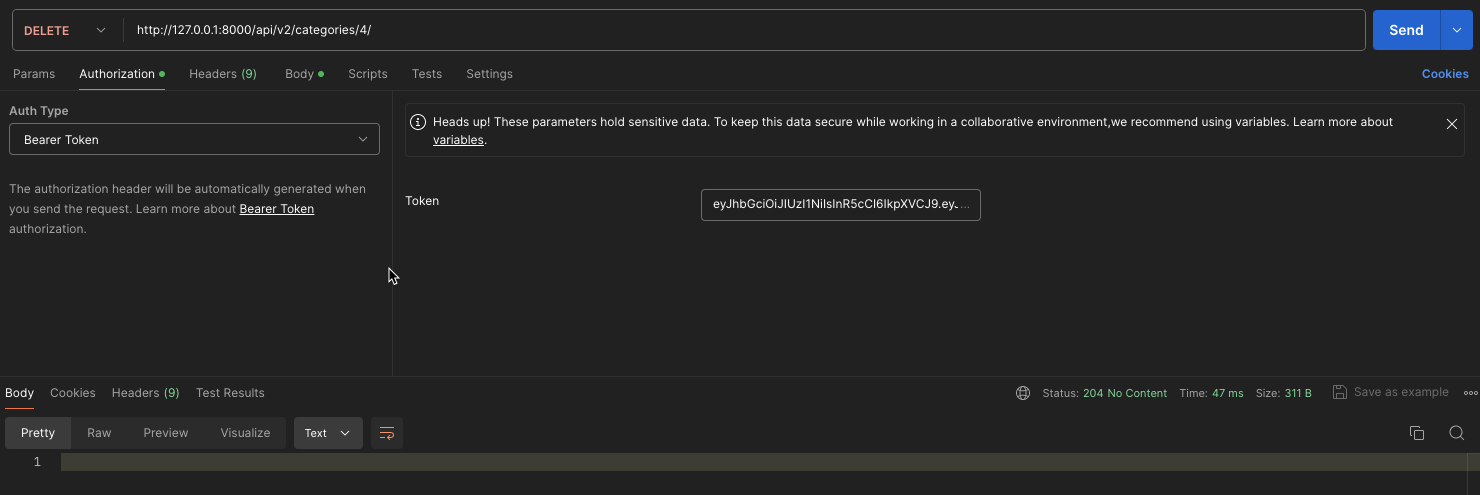 DELETE http://127.0.0.1:8000/api/v2/categories/4/ Send
Params Authorization Headers (9) Body Scripts Tests Settings Cookies
Auth Type
Bearer Token
The authorization header will be automatically generated when
you send the request. Learn more about Bearer Token
authorization.
Heads up! These parameters hold sensitive data. To keep this data secure while working in a collaborative environment,we recommend using variables. Learn more about
variables.
Token
Body Cookies Headers (9) Test Results Status: 204 No Content Time: 47 ms Size: 311 B Save as example
Pretty Raw Preview Visualize Text
1